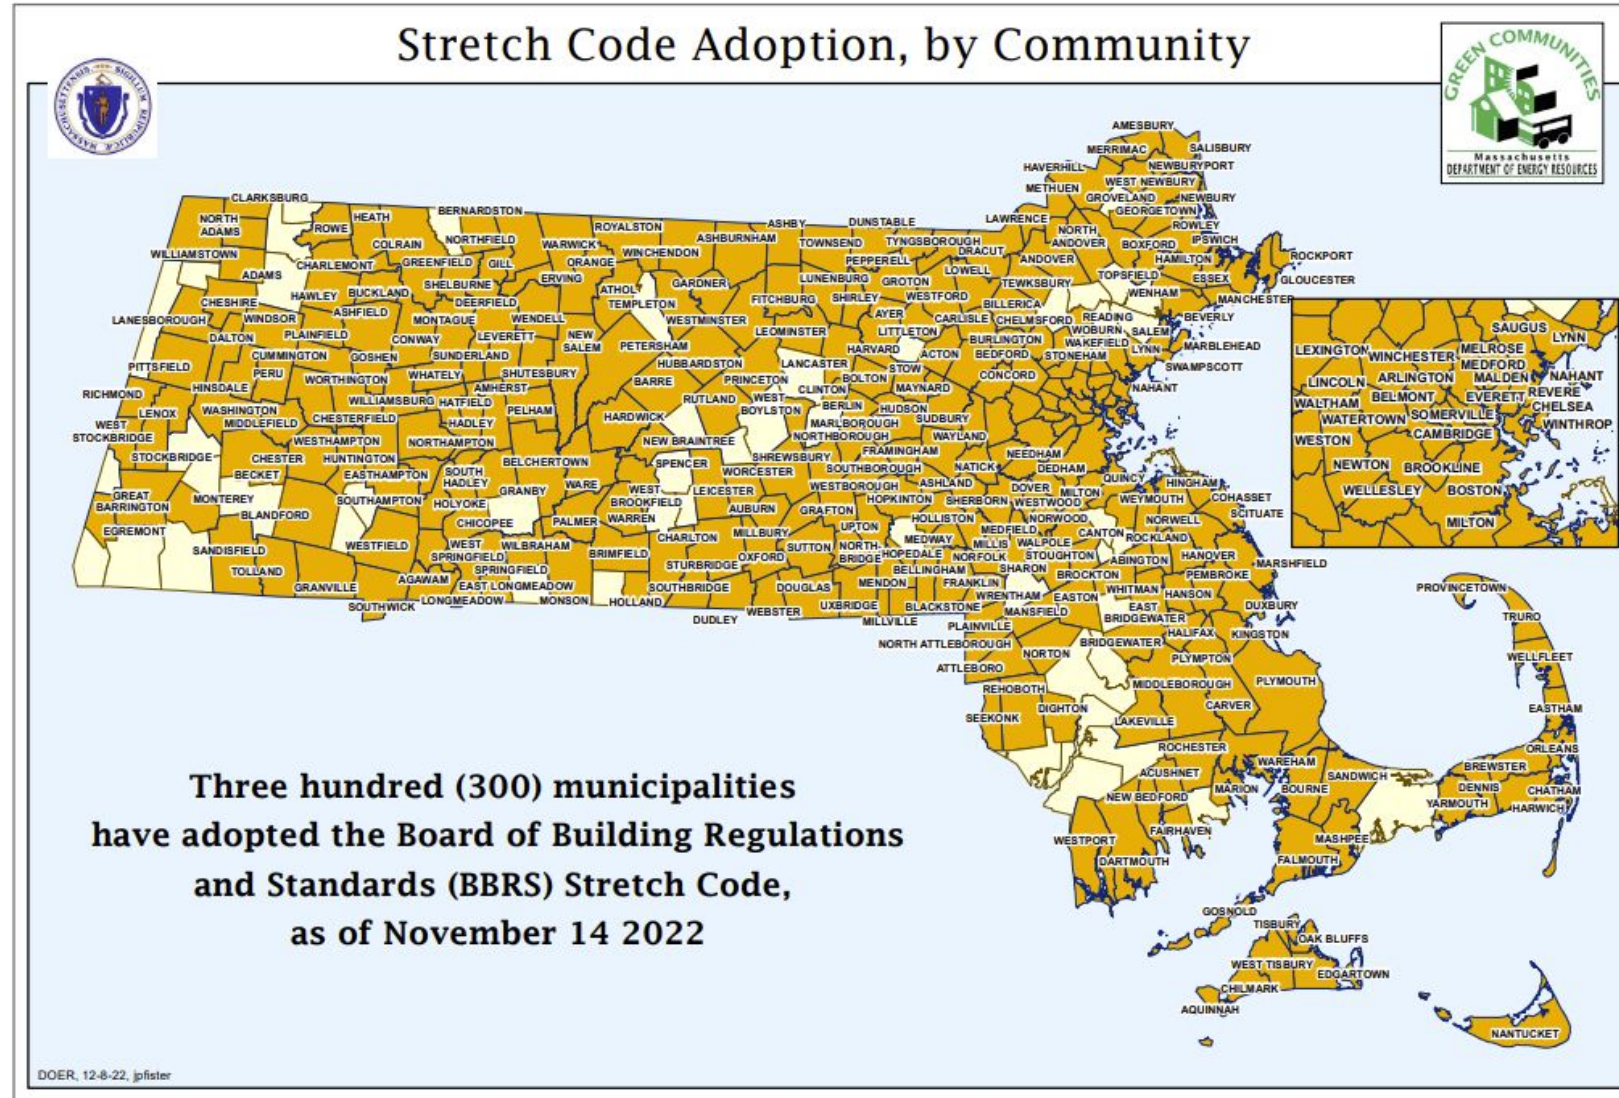 Stretch Code Adoption, by Community
SIGILLUM REIPUBLICÆ MASSACHUSETTENSIS
GREEN COMMUNITIES
Massachusetts
DEPARTMENT OF ENERGY RESOURCES
AMESBURY
MERRIMAC
SALISBURY
HAVERHILL
NEWBURYPORT
METHUEN
WEST NEWBURY
GROVELAND
NEWBURY
GEORGETOWN
CLARKSBURG
BERNARDSTON
NORTH
ADAMS
HEATH
ROWE
ROYALSTON
ASHBY
DUNSTABLE
LAWRENCE
ROWLEY
NORTH
ANDOVER
COLRAIN
NORTHFIELD
WARWICK
WINCHENDON
ASHBURNHAM
TOWNSEND
TYNGSBOROUGH
DRACUT
BOXFORD
IPSWICH
WILLIAMSTOWN
CHARLEMONT
GREENFIELD
GILL
ORANGE
PEPPERELL
ANDOVER
HAMILTON
ROCKPORT
ADAMS
ERVING
LOWELL
TOPSFIELD
ESSEX
GLOUCESTER
SHELBURNE
ATHOL
GARDNER
LUNENBURG
GROTON
TEWKSBURY
WENHAM
HAWLEY
BUCKLAND
DEERFIELD
TEMPLETON
FITCHBURG
SHIRLEY
WESTFORD
BILLERICA
MANCHESTER
CHESHIRE
LANESBOROUGH
WINDSOR
ASHFIELD
MONTAGUE
WENDELL
WESTMINSTER
AYER
CARLISLE
CHELMSFORD
READING
BEVERLY
DALTON
PLAINFIELD
CONWAY
LEVERETT
NEW
SALEM
PETERSHAM
LEOMINSTER
LITTLETON
BURLINGTON
WOBURN
SALEM
WAKEFIELD
MARBLEHEAD
CUMMINGTON
GOSHEN
SUNDERLAND
HUBBARDSTON
LANCASTER
HARVARD
ACTON
BEDFORD
STONEHAM
LYNN
SWAMPSCOTT
PITTSFIELD
PERU
WORTHINGTON
WHATELY
SHUTESBURY
BARRE
PRINCETON
BOLTON
STOW
CONCORD
HINSDALE
AMHERST
CLINTON
MAYNARD
NAHANT
RICHMOND
WILLIAMSBURG
HATFIELD
RUTLAND
WEST
BOYLSTON
BERLIN
HUDSON
LENOX
WASHINGTON
MIDDLEFIELD
CHESTERFIELD
PELHAM
HARDWICK
MARLBOROUGH
SUDBURY
WEST
STOCKBRIDGE
HADLEY
NORTHBOROUGH
WAYLAND
WESTHAMPTON
NORTHAMPTON
NEW BRAINTREE
STOCKBRIDGE
CHESTER
HUNTINGTON
BELCHERTOWN
SPENCER
SHREWSBURY
FRAMINGHAM
NEEDHAM
BECKET
EASTHAMPTON
SOUTH
HADLEY
WORCESTER
SOUTHBOROUGH
NATICK
DEDHAM
GREAT
BARRINGTON
MONTEREY
SOUTHAMPTON
HOLYOKE
GRANBY
WARE
WEST
BROOKFIELD
LEICESTER
WESTBOROUGH
ASHLAND
DOVER
MILTON
QUINCY
HINGHAM
HOPKINTON
SHERBORN
WESTWOOD
WEYMOUTH
COHASSET
BLANDFORD
CHICOPEE
PALMER
WARREN
AUBURN
GRAFTON
HOLLISTON
NORWOOD
NORWELL
SCITUATE
EGREMONT
MILLBURY
UPTON
MEDFIELD
CANTON
ROCKLAND
SANDISFIELD
WESTFIELD
WEST
SPRINGFIELD
WILBRAHAM
BRIMFIELD
CHARLTON
OXFORD
SUTTON
NORTH-
BRIDGE
MEDWAY
HOPEDALE
MILLIS
WALPOLE
NORFOLK
STOUGHTON
ABINGTON
HANOVER
TOLLAND
SPRINGFIELD
STURBRIDGE
BELLINGHAM
SHARON
MARSHFIELD
GRANVILLE
AGAWAM
EAST LONGMEADOW
SOUTHBRIDGE
DOUGLAS
MENDON
FRANKLIN
BROCKTON
PEMBROKE
SOUTHWICK
LONGMEADOW
MONSON
HOLLAND
WRENTHAM
EASTON
WHITMAN
HANSON
DUDLEY
WEBSTER
UXBRIDGE
MILLVILLE
BLACKSTONE
MANSFIELD
EAST
BRIDGEWATER
DUXBURY
PLAINVILLE
NORTH ATTLEBOROUGH
BRIDGEWATER
HALIFAX
KINGSTON
ATTLEBORO
NORTON
PLYMPTON
REHOBOTH
MIDDLEBOROUGH
PLYMOUTH
SEEKONK
DIGHTON
LAKEVILLE
CARVER
ROCHESTER
WAREHAM
ACUSHNET
SANDWICH
NEW BEDFORD
MARION
BOURNE
FAIRHAVEN
WESTPORT
DARTMOUTH
MASHPEE
FALMOUTH
PROVINCETOWN
TRURO
WELLFLEET
EASTHAM
ORLEANS
BREWSTER
DENNIS
CHATHAM
YARMOUTH
HARWICH
GOSNOLD
TISBURY
OAK BLUFFS
WEST TISBURY
EDGARTOWN
CHILMARK
AQUINNAH
NANTUCKET
SAUGUS
LYNN
LEXINGTON
WINCHESTER
MELROSE
MEDFORD
LINCOLN
ARLINGTON
MALDEN
NAHANT
WALTHAM
BELMONT
EVERETT
REVERE
CHELSEA
WATERTOWN
SOMERVILLE
WINTHROP
WESTON
CAMBRIDGE
NEWTON
BROOKLINE
WELLESLEY
BOSTON
MILTON
Three hundred (300) municipalities
have adopted the Board of Building Regulations
and Standards (BBRS) Stretch Code,
as of November 14 2022
DOER, 12-8-22, jpfister